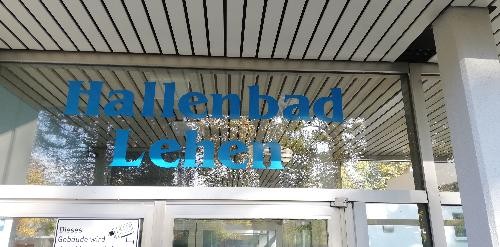 Hallenbad
Lehen
Dieses
Gebäude wird